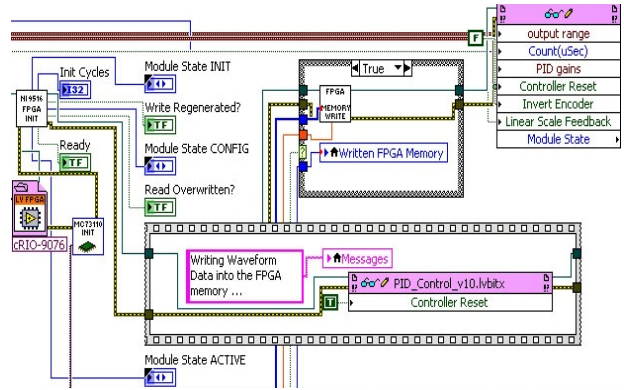 output range
F
Count(uSec)
PID gains
Controller Reset
Invert Encoder
Linear Scale Feedback
Module State
True
FPGA
MEMORY
WRITE
?
Written FPGA Memory
Module State INIT
Init Cycles
I32
NI 9516
FPGA
INIT
Write Regenerated?
TF
Ready
TF
Module State CONFIG
Read Overwritten?
TF
LV FPGA
cRIO-9076
MC73110
INIT
Writing Waveform
Data into the FPGA
memory ...
Messages
PID_Control_v10.lvbitx
T
Controller Reset
Module State ACTIVE